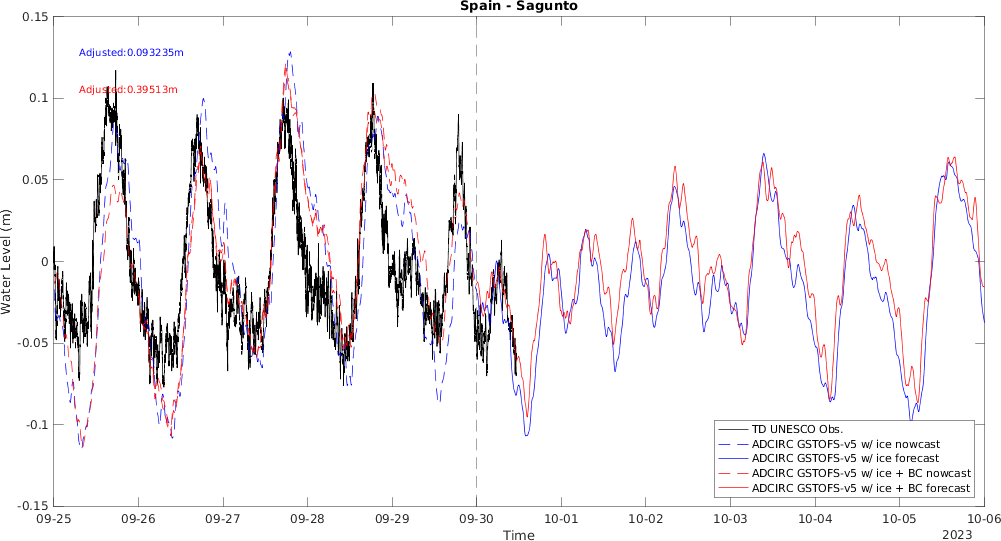 Spain - Sagunto
0.15
Adjusted:0.093235m
0.1
Adjusted:0.39513m
0.05
0
-0.05
-0.1
-0.15
Water Level (m)
TD UNESCO Obs.
ADCIRC GSTOFS-v5 w/ ice nowcast
ADCIRC GSTOFS-v5 w/ ice forecast
ADCIRC GSTOFS-v5 w/ ice + BC nowcast
ADCIRC GSTOFS-v5 w/ ice + BC forecast
09-25 09-26 09-27 09-28 09-29 09-30 10-01 10-02 10-03 10-04 10-05 10-06
Time
2023